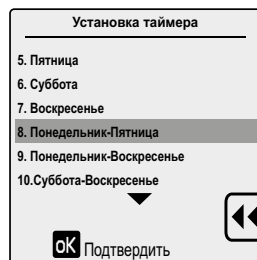 Установка таймера
5. Пятница
6. Суббота
7. Воскресенье
8. Понедельник-Пятница
9. Понедельник-Воскресенье
10.Суббота-Воскресенье
oK Подтвердить